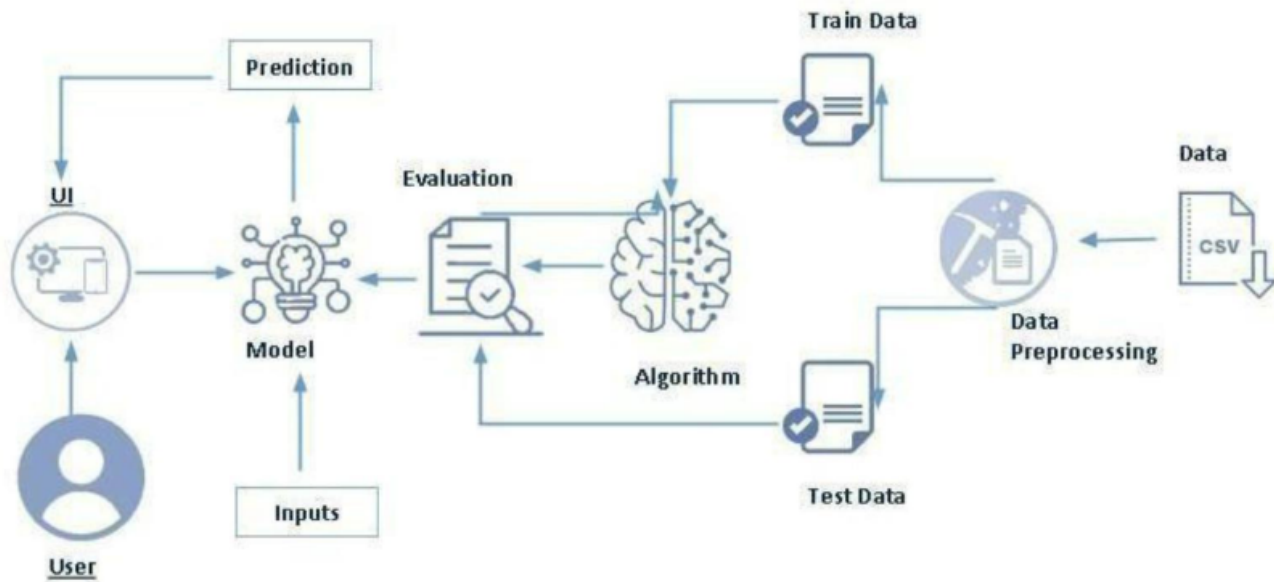 Train Data
Prediction
Data
Evaluation
UI
CSV
Model
Data
Preprocessing
Algorithm
Inputs
Test Data
User